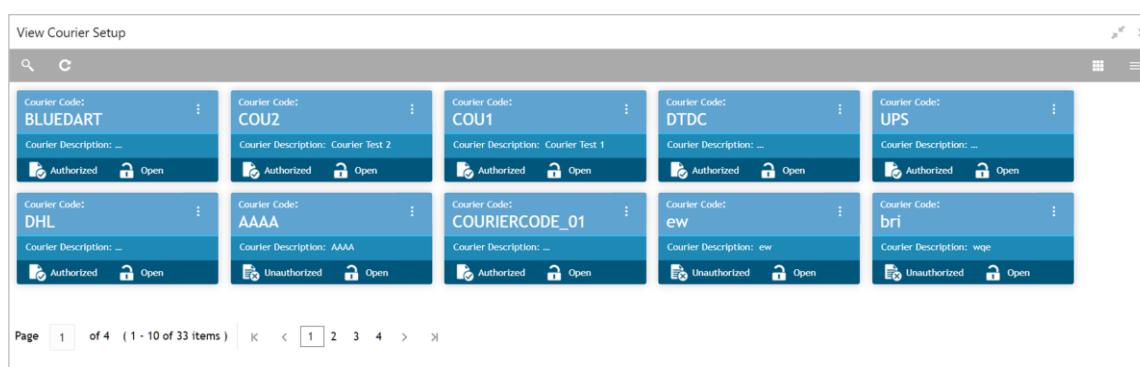 View Courier Setup
Courier Code: Courier Code: Courier Code: Courier Code: Courier Code:
BLUEDART COU2 COU1 DTDC UPS
Courier Description: ... Courier Description: Courier Test 2 Courier Description: Courier Test 1 Courier Description: ... Courier Description: ...
Authorized Open Authorized Open Authorized Open Authorized Open Authorized Open
Courier Code: Courier Code: Courier Code: Courier Code: Courier Code:
DHL AAAA COURIERCODE_01 ew bri
Courier Description: ... Courier Description: AAAA Courier Description: ... Courier Description: ew Courier Description: wqe
Authorized Open Unauthorized Open Authorized Open Unauthorized Open Unauthorized Open
Page 1 of 4 ( 1 - 10 of 33 items ) 1 2 3 4